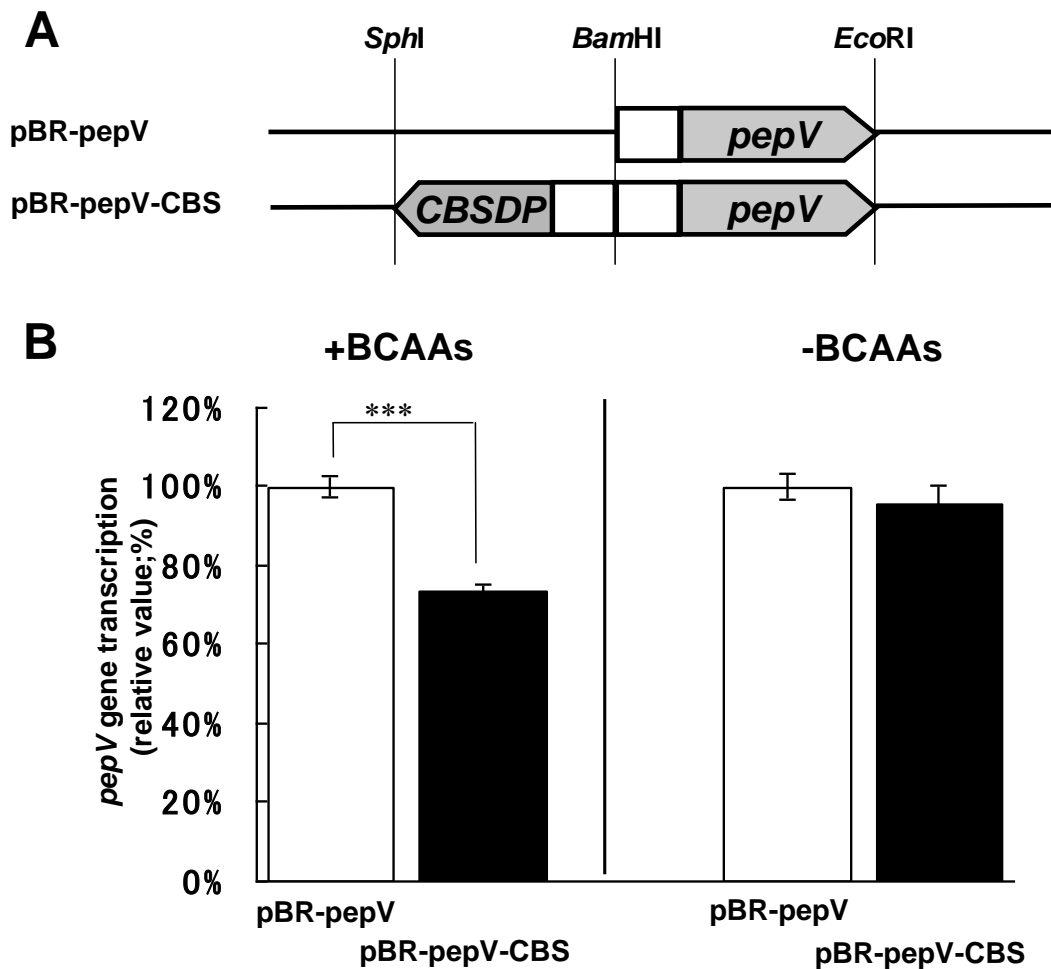 A
SphI BamHI EcoRI
pBR-pepV
pepV
pBR-pepV-CBS
CBSDP pepV
B
+BCAAs -BCAAs
120%
100%
80%
60%
40%
20%
0%
***
pepV gene transcription
(relative value;%)
pBR-pepV pBR-pepV
pBR-pepV-CBS pBR-pepV-CBS